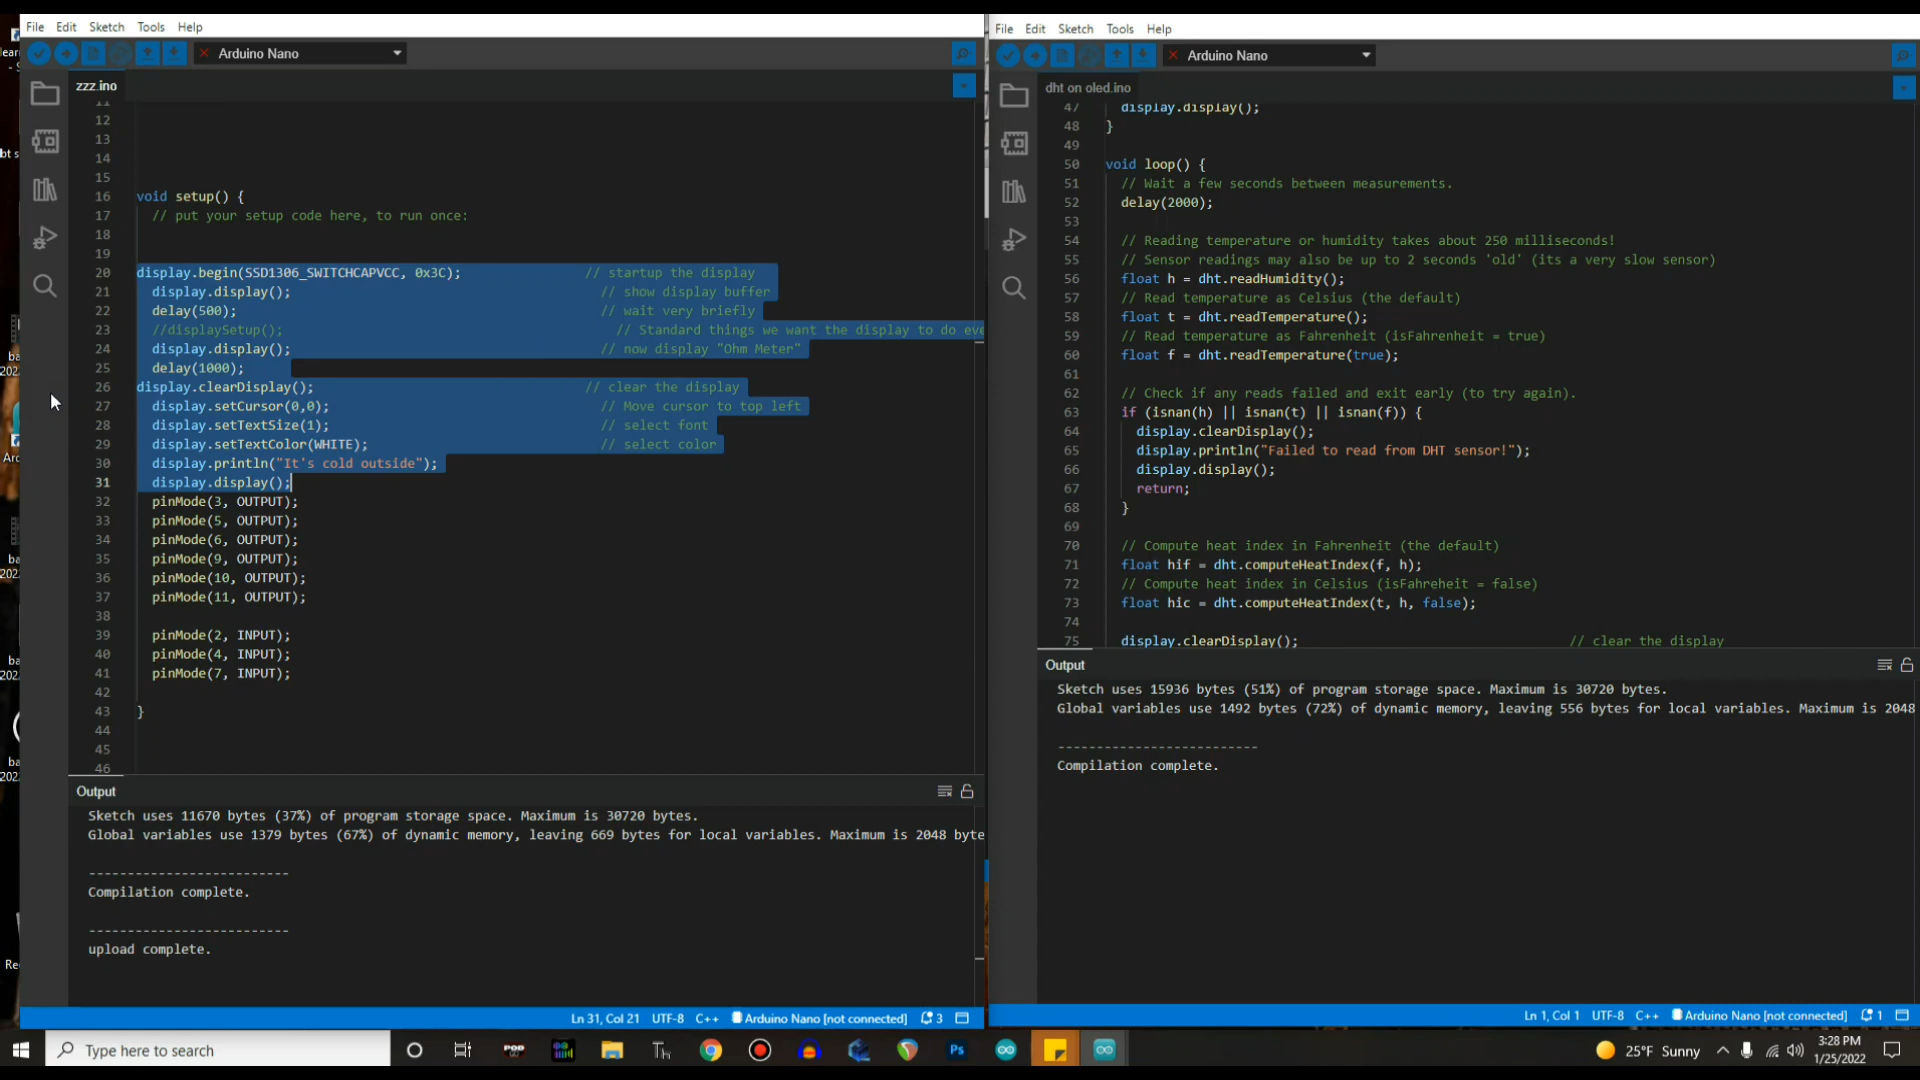 File Edit Sketch Tools Help
Arduino Nano
zzz.ino
11
12
13
14
15
16 void setup() {
17 // put your setup code here, to run once:
18
19
20 display.begin(SSD1306_SWITCHCAPVCC, 0x3C); // startup the display
21 display.display(); // show display buffer
22 delay(500); // wait very briefly
23 //displaySetup(); // Standard things we want the display to do eve
24 display.display(); // now display "Ohm Meter"
25 delay(1000);
26 display.clearDisplay(); // clear the display
27 display.setCursor(0,0); // Move cursor to top left
28 display.setTextSize(1); // select font
29 display.setTextColor(WHITE); // select color
30 display.println("It's cold outside");
31 display.display();
32 pinMode(3, OUTPUT);
33 pinMode(5, OUTPUT);
34 pinMode(6, OUTPUT);
35 pinMode(9, OUTPUT);
36 pinMode(10, OUTPUT);
37 pinMode(11, OUTPUT);
38
39 pinMode(2, INPUT);
40 pinMode(4, INPUT);
41 pinMode(7, INPUT);
42
43 }
44
45
46
Output
Sketch uses 11670 bytes (37%) of program storage space. Maximum is 30720 bytes.
Global variables use 1379 bytes (67%) of dynamic memory, leaving 669 bytes for local variables. Maximum is 2048 byte
--------------------------
Compilation complete.
--------------------------
upload complete.
Ln 31, Col 21 UTF-8 C++ Arduino Nano [not connected] 3
File Edit Sketch Tools Help
Arduino Nano
dht on oled.ino
47 display.display();
48 }
49
50 void loop() {
51 // Wait a few seconds between measurements.
52 delay(2000);
53
54 // Reading temperature or humidity takes about 250 milliseconds!
55 // Sensor readings may also be up to 2 seconds 'old' (its a very slow sensor)
56 float h = dht.readHumidity();
57 // Read temperature as Celsius (the default)
58 float t = dht.readTemperature();
59 // Read temperature as Fahrenheit (isFahrenheit = true)
60 float f = dht.readTemperature(true);
61
62 // Check if any reads failed and exit early (to try again).
63 if (isnan(h) || isnan(t) || isnan(f)) {
64 display.clearDisplay();
65 display.println("Failed to read from DHT sensor!");
66 display.display();
67 return;
68 }
69
70 // Compute heat index in Fahrenheit (the default)
71 float hif = dht.computeHeatIndex(f, h);
72 // Compute heat index in Celsius (isFahreheit = false)
73 float hic = dht.computeHeatIndex(t, h, false);
74
75 display.clearDisplay(); // clear the display
Output
Sketch uses 15936 bytes (51%) of program storage space. Maximum is 30720 bytes.
Global variables use 1492 bytes (72%) of dynamic memory, leaving 556 bytes for local variables. Maximum is 2048
--------------------------
Compilation complete.
Ln 1, Col 1 UTF-8 C++ Arduino Nano [not connected] 1
Type here to search
Th
Ps
25°F Sunny
3:28 PM
1/25/2022